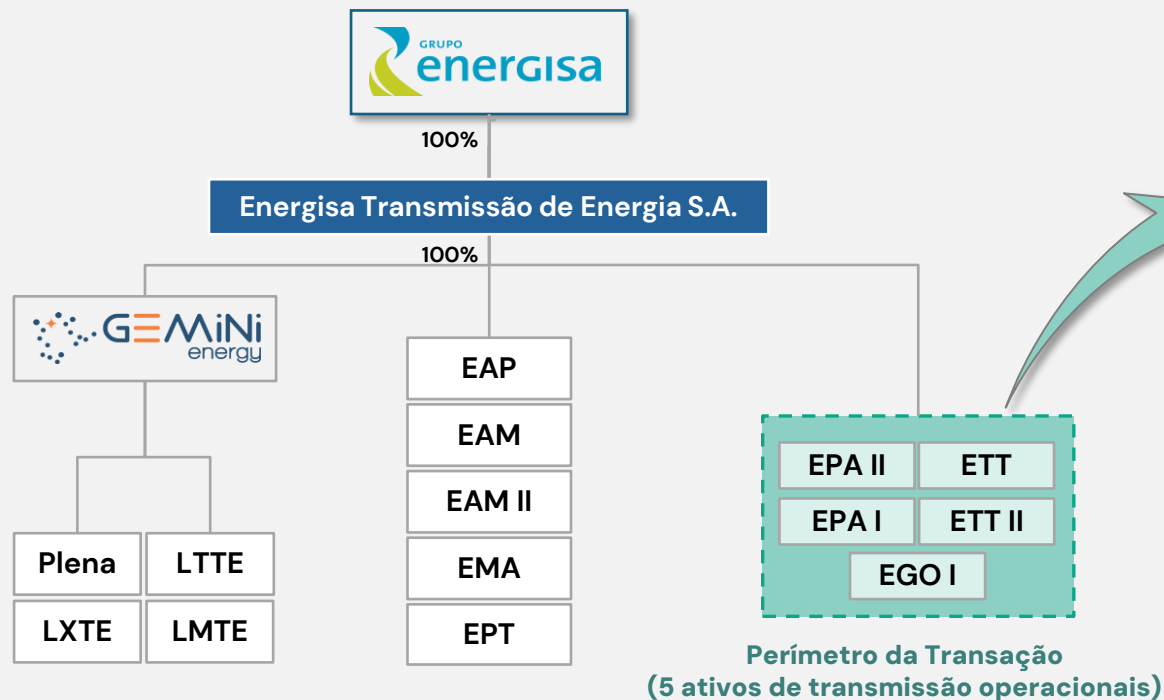 GRUPO
energisa
100%
Energisa Transmissão de Energia S.A.
100%
GEMiNi
energy
Plena
LTTE
LXTE
LMTE
EAP
EAM
EAM II
EMA
EPT
EPA II
ETT
EPA I
ETT II
EGO I
Perímetro da Transação
(5 ativos de transmissão operacionais)